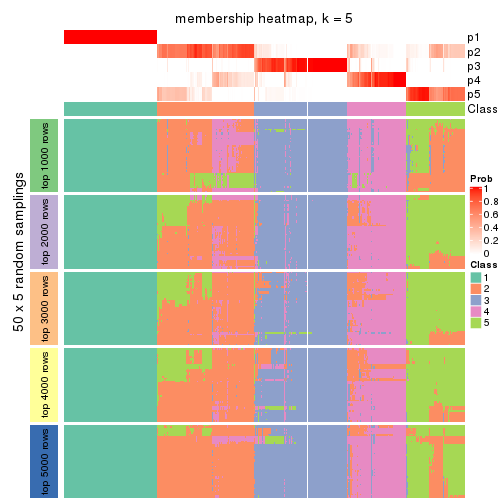 membership heatmap, k = 5
p1
p2
p3
p4
p5
Class
50 x 5 random samplings
top 1000 rows
top 2000 rows
top 3000 rows
top 4000 rows
top 5000 rows
Prob
1
0.8
0.6
0.4
0.2
0
Class
1
2
3
4
5